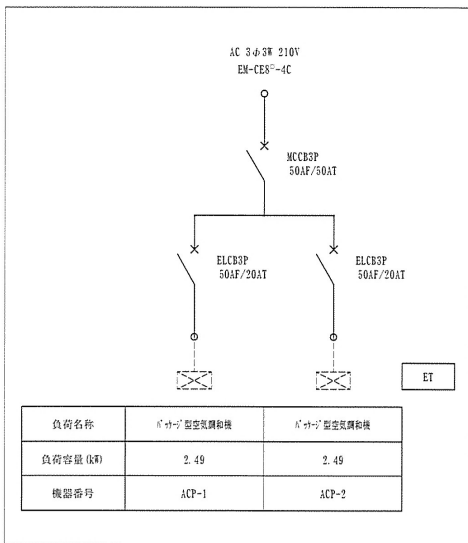 AC 3φ3W 210V
EM-CE8□-4C
MCCB3P
50AF/50AT
ELCB3P
50AF/20AT
ELCB3P
50AF/20AT
ET
負荷名称 パッケージ型空気調和機 パッケージ型空気調和機
負荷容量(kW) 2.49 2.49
機器番号 ACP-1 ACP-2